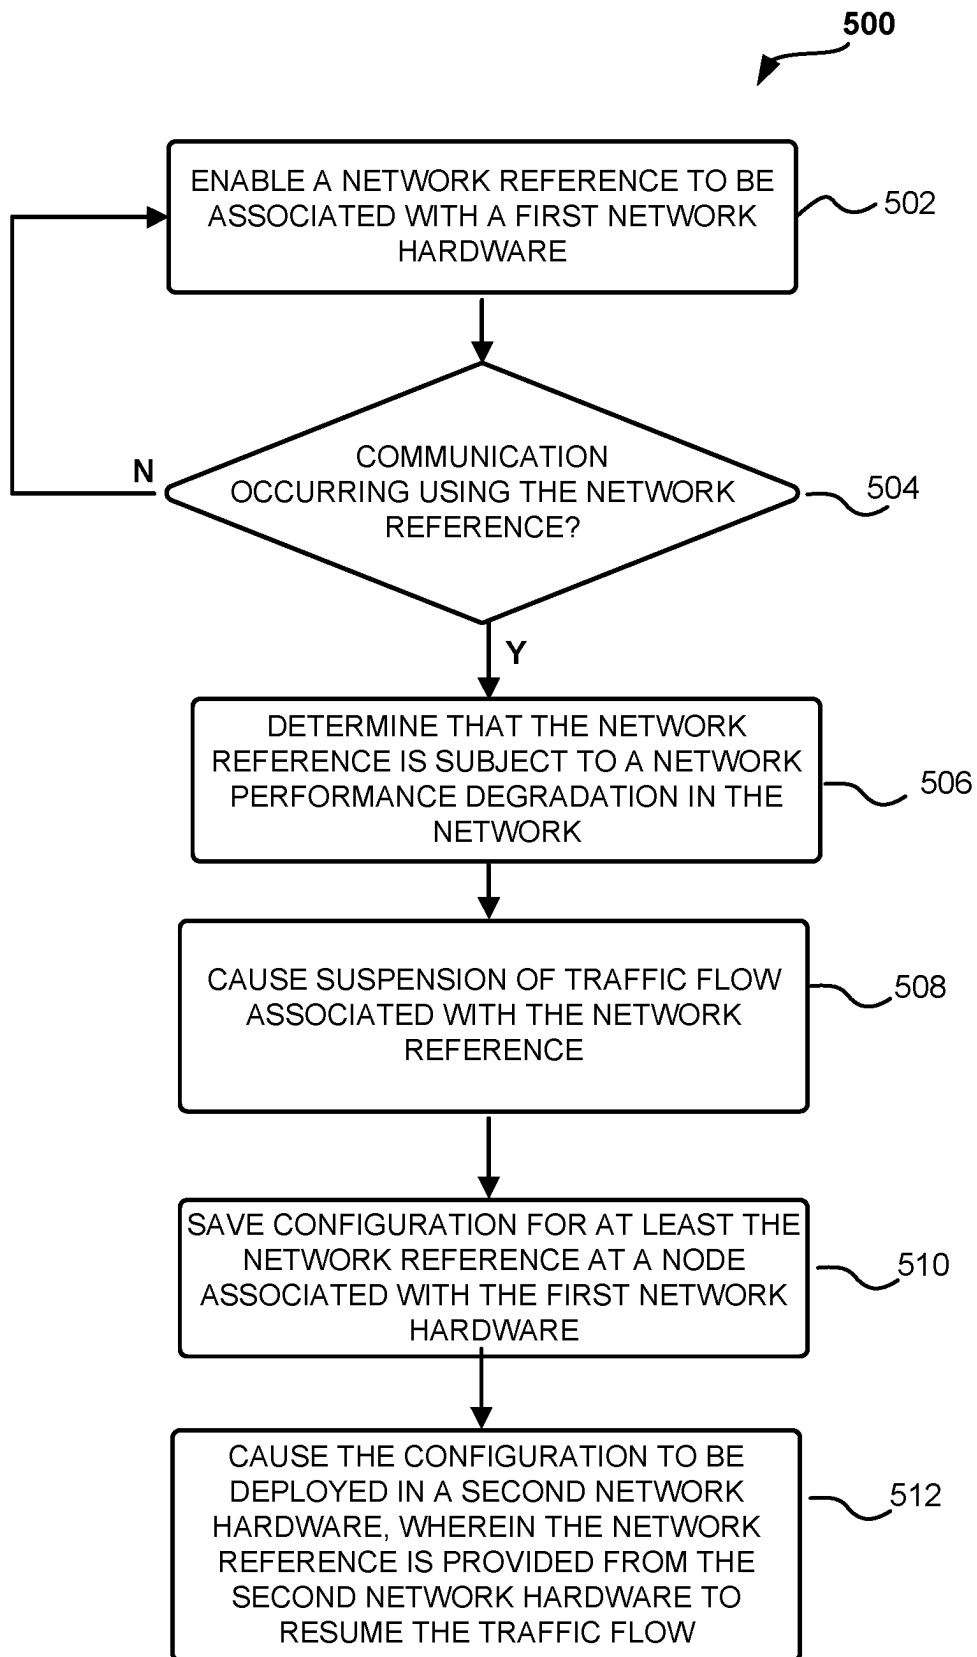 500
ENABLE A NETWORK REFERENCE TO BE
ASSOCIATED WITH A FIRST NETWORK
HARDWARE
502
COMMUNICATION
OCCURRING USING THE NETWORK
REFERENCE?
N
504
Y
DETERMINE THAT THE NETWORK
REFERENCE IS SUBJECT TO A NETWORK
PERFORMANCE DEGRADATION IN THE
NETWORK
506
CAUSE SUSPENSION OF TRAFFIC FLOW
ASSOCIATED WITH THE NETWORK
REFERENCE
508
SAVE CONFIGURATION FOR AT LEAST THE
NETWORK REFERENCE AT A NODE
ASSOCIATED WITH THE FIRST NETWORK
HARDWARE
510
CAUSE THE CONFIGURATION TO BE
DEPLOYED IN A SECOND NETWORK
HARDWARE, WHEREIN THE NETWORK
REFERENCE IS PROVIDED FROM THE
SECOND NETWORK HARDWARE TO
RESUME THE TRAFFIC FLOW
512